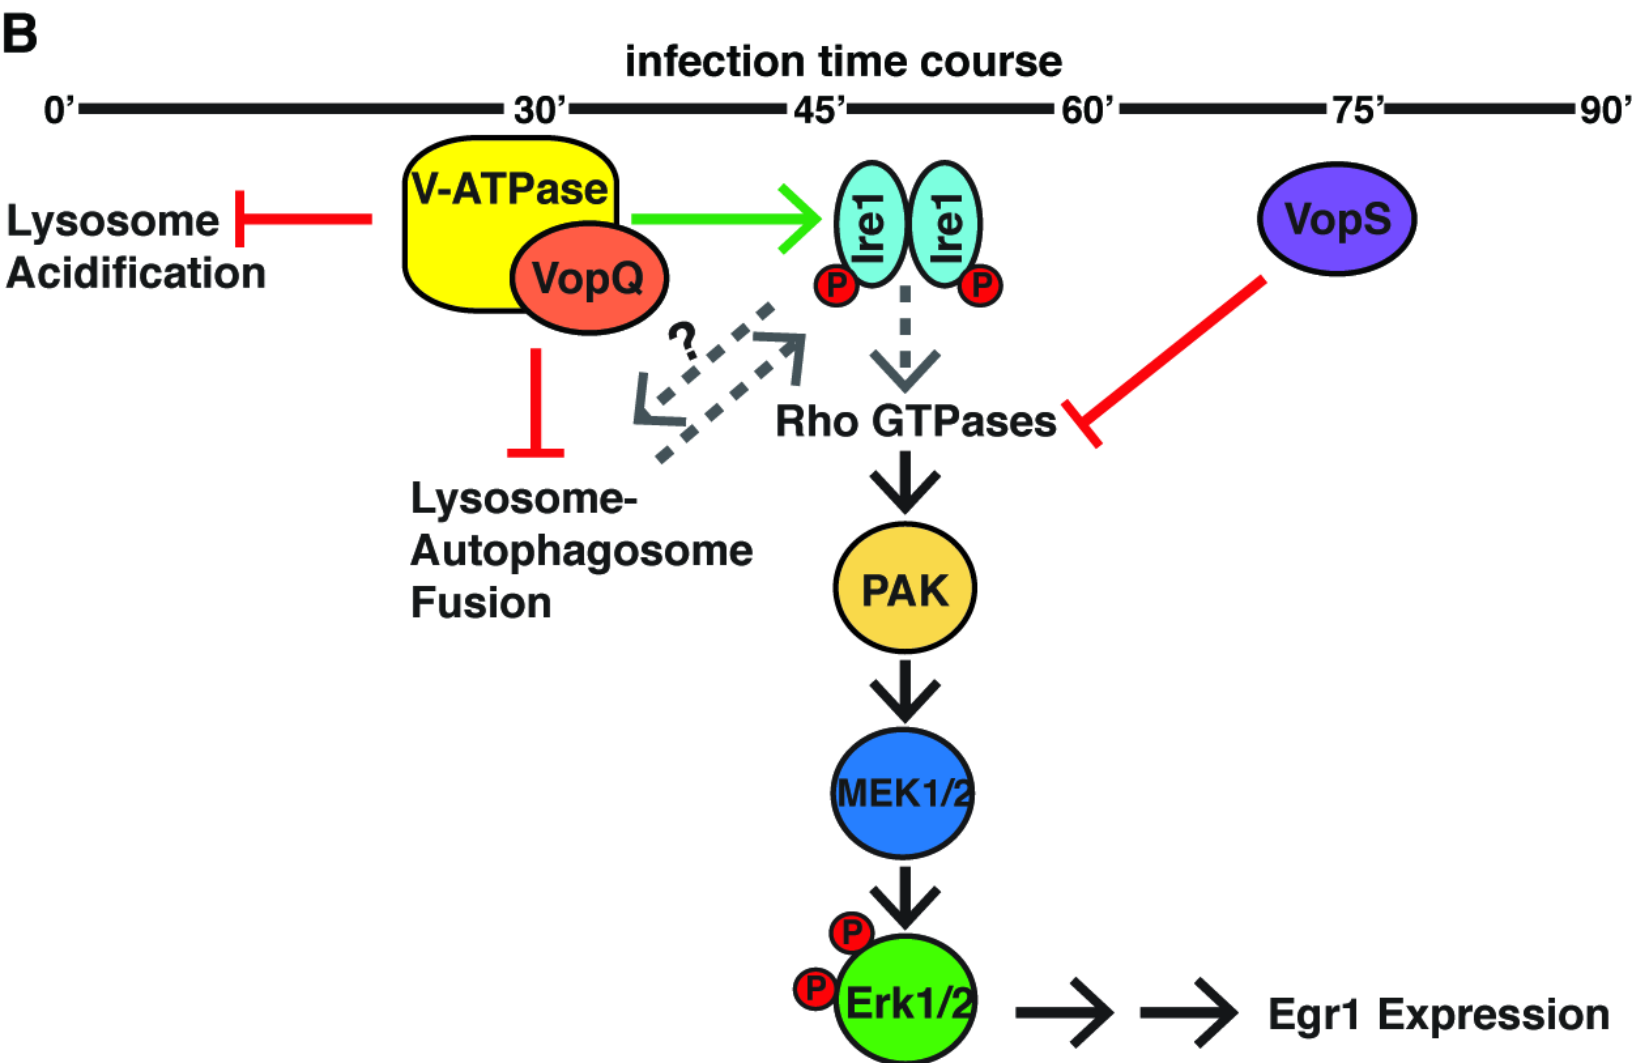 B
infection time course
0’ 30’ 45’ 60’ 75’ 90’
Lysosome
Acidification
V-ATPase
VopQ
Ire1 Ire1
P P
VopS
?
Rho GTPases
Lysosome-
Autophagosome
Fusion
PAK
MEK1/2
P
P
Erk1/2
Egr1 Expression